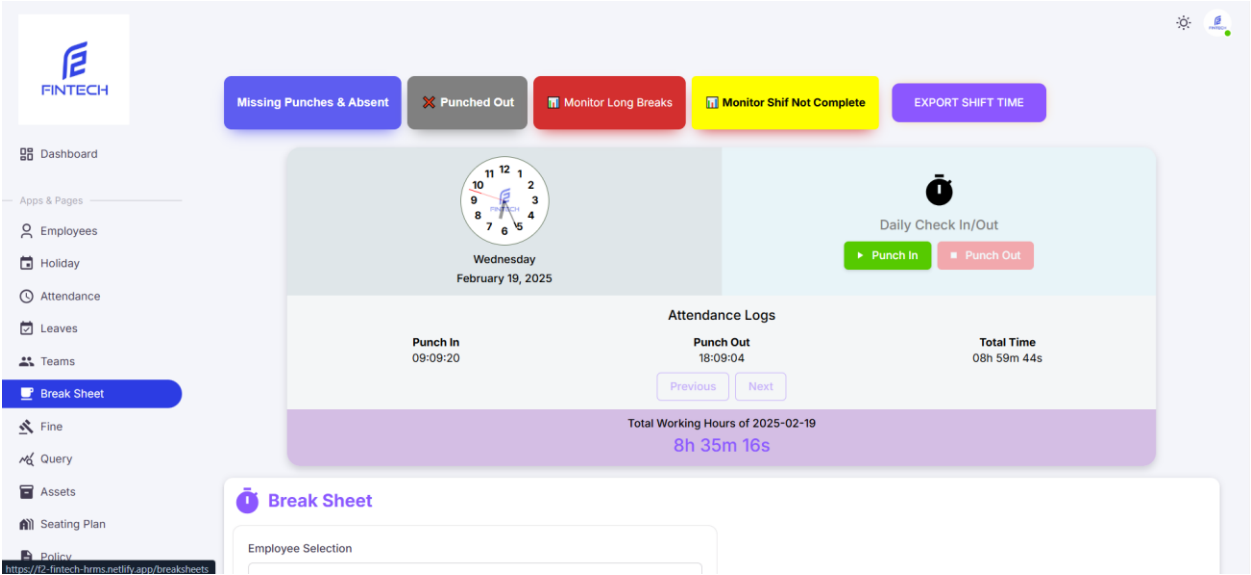 FINTECH
Missing Punches & Absent
❌ Punched Out
📊 Monitor Long Breaks
📊 Monitor Shif Not Complete
EXPORT SHIFT TIME
Dashboard
Apps & Pages
Employees
Holiday
Attendance
Leaves
Teams
Break Sheet
Fine
Query
Assets
Seating Plan
Policy
https://f2-fintech-hrms.netlify.app/breaksheets
12
1
2
3
4
5
6
7
8
9
10
11
FINTECH
Wednesday
February 19, 2025
Daily Check In/Out
Punch In
Punch Out
Attendance Logs
Punch In
09:09:20
Punch Out
18:09:04
Total Time
08h 59m 44s
Previous
Next
Total Working Hours of 2025-02-19
8h 35m 16s
Break Sheet
Employee Selection